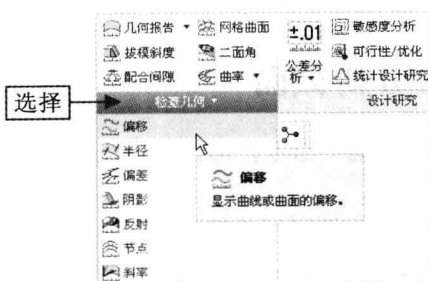 几何报告 网格曲面 ±.01 敏感度分析
拔模斜度 二面角 可行性/优化
配合间隙 曲率 公差分析 统计设计研究
选择 检查几何 设计研究
偏移
半径
偏差 偏移
阴影 显示曲线或曲面的偏移。
反射
节点
斜率